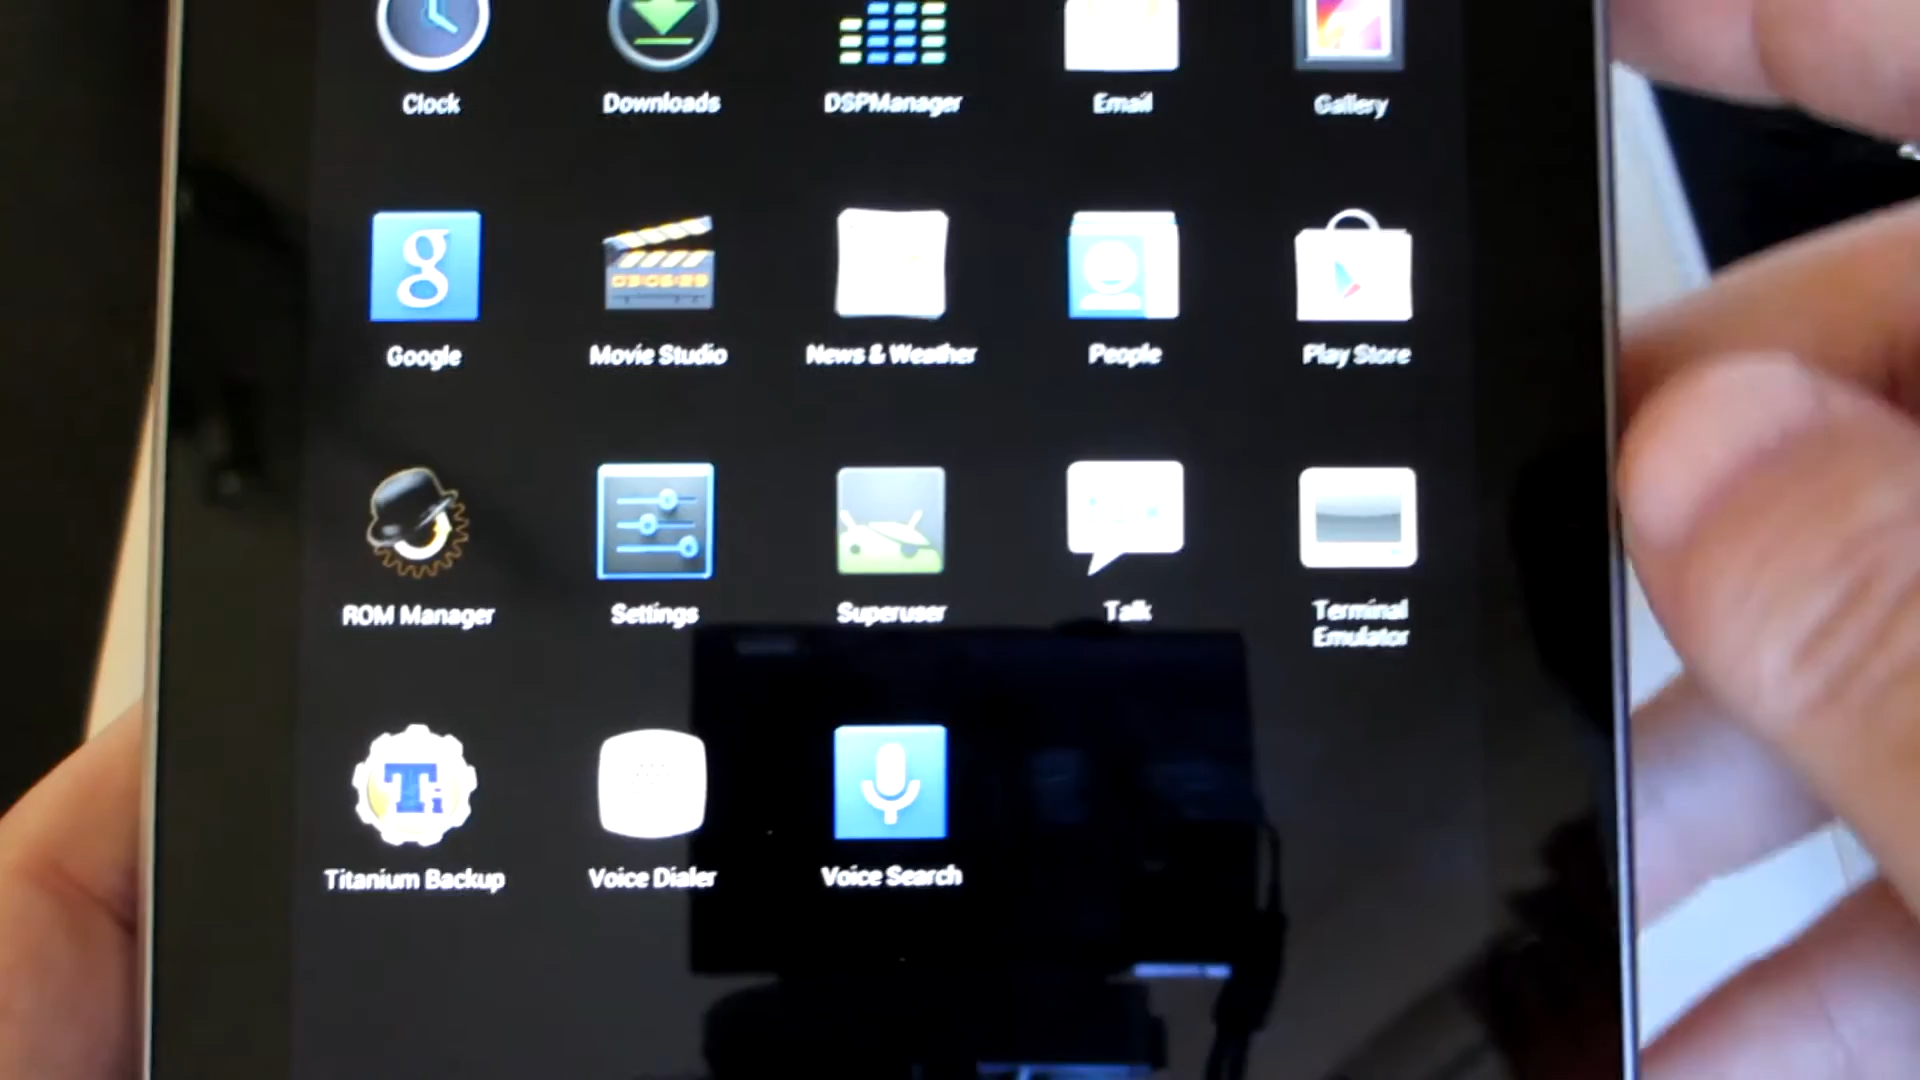 Clock
Downloads
DSPManager
Email
Gallery
g
Google
Movie Studio
News & Weather
People
Play Store
ROM Manager
Settings
Superuser
Talk
Terminal
Emulator
Ti
Titanium Backup
Voice Dialer
Voice Search